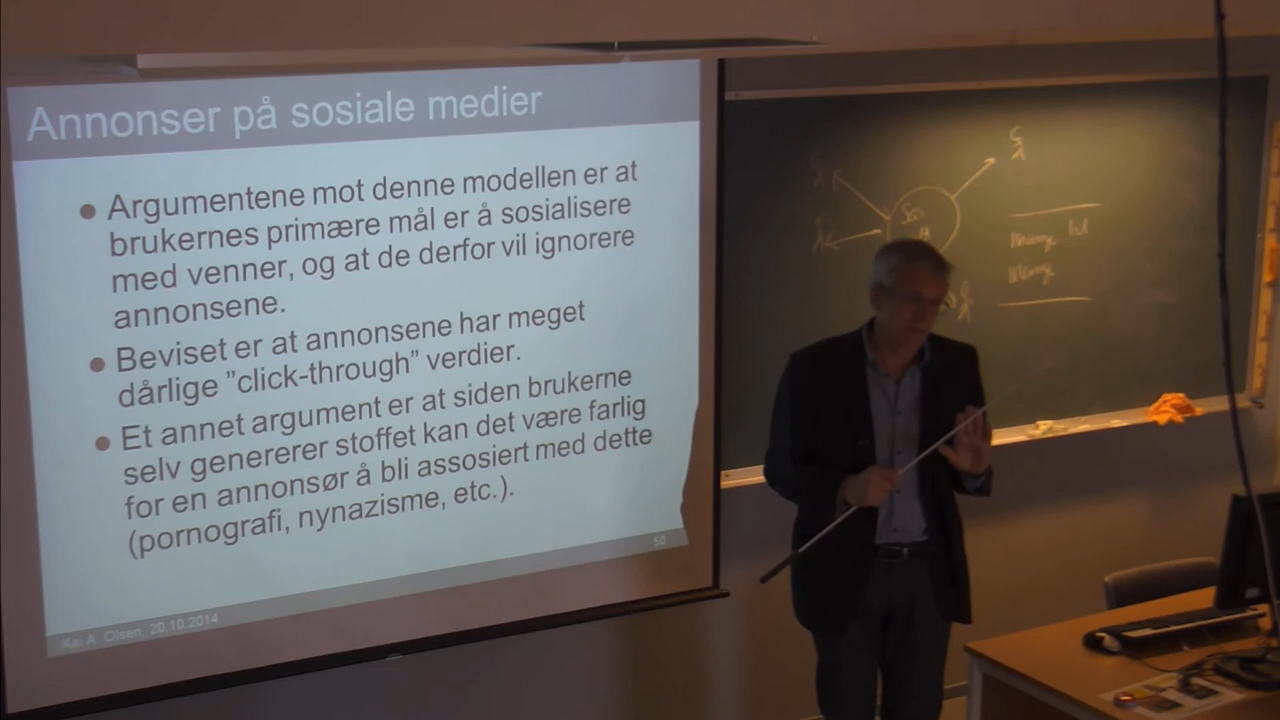 Annonser på sosiale medier
• Argumentene mot denne modellen er at
brukernes primære mål er å sosialisere
med venner, og at de derfor vil ignorere
annonsene.
• Beviset er at annonsene har meget
dårlige ”click-through” verdier.
• Et annet argument er at siden brukerne
selv genererer stoffet kan det være farlig
for en annonsør å bli assosiert med dette
(pornografi, nynazisme, etc.).
50
Kai A. Olsen, 20.10.2014